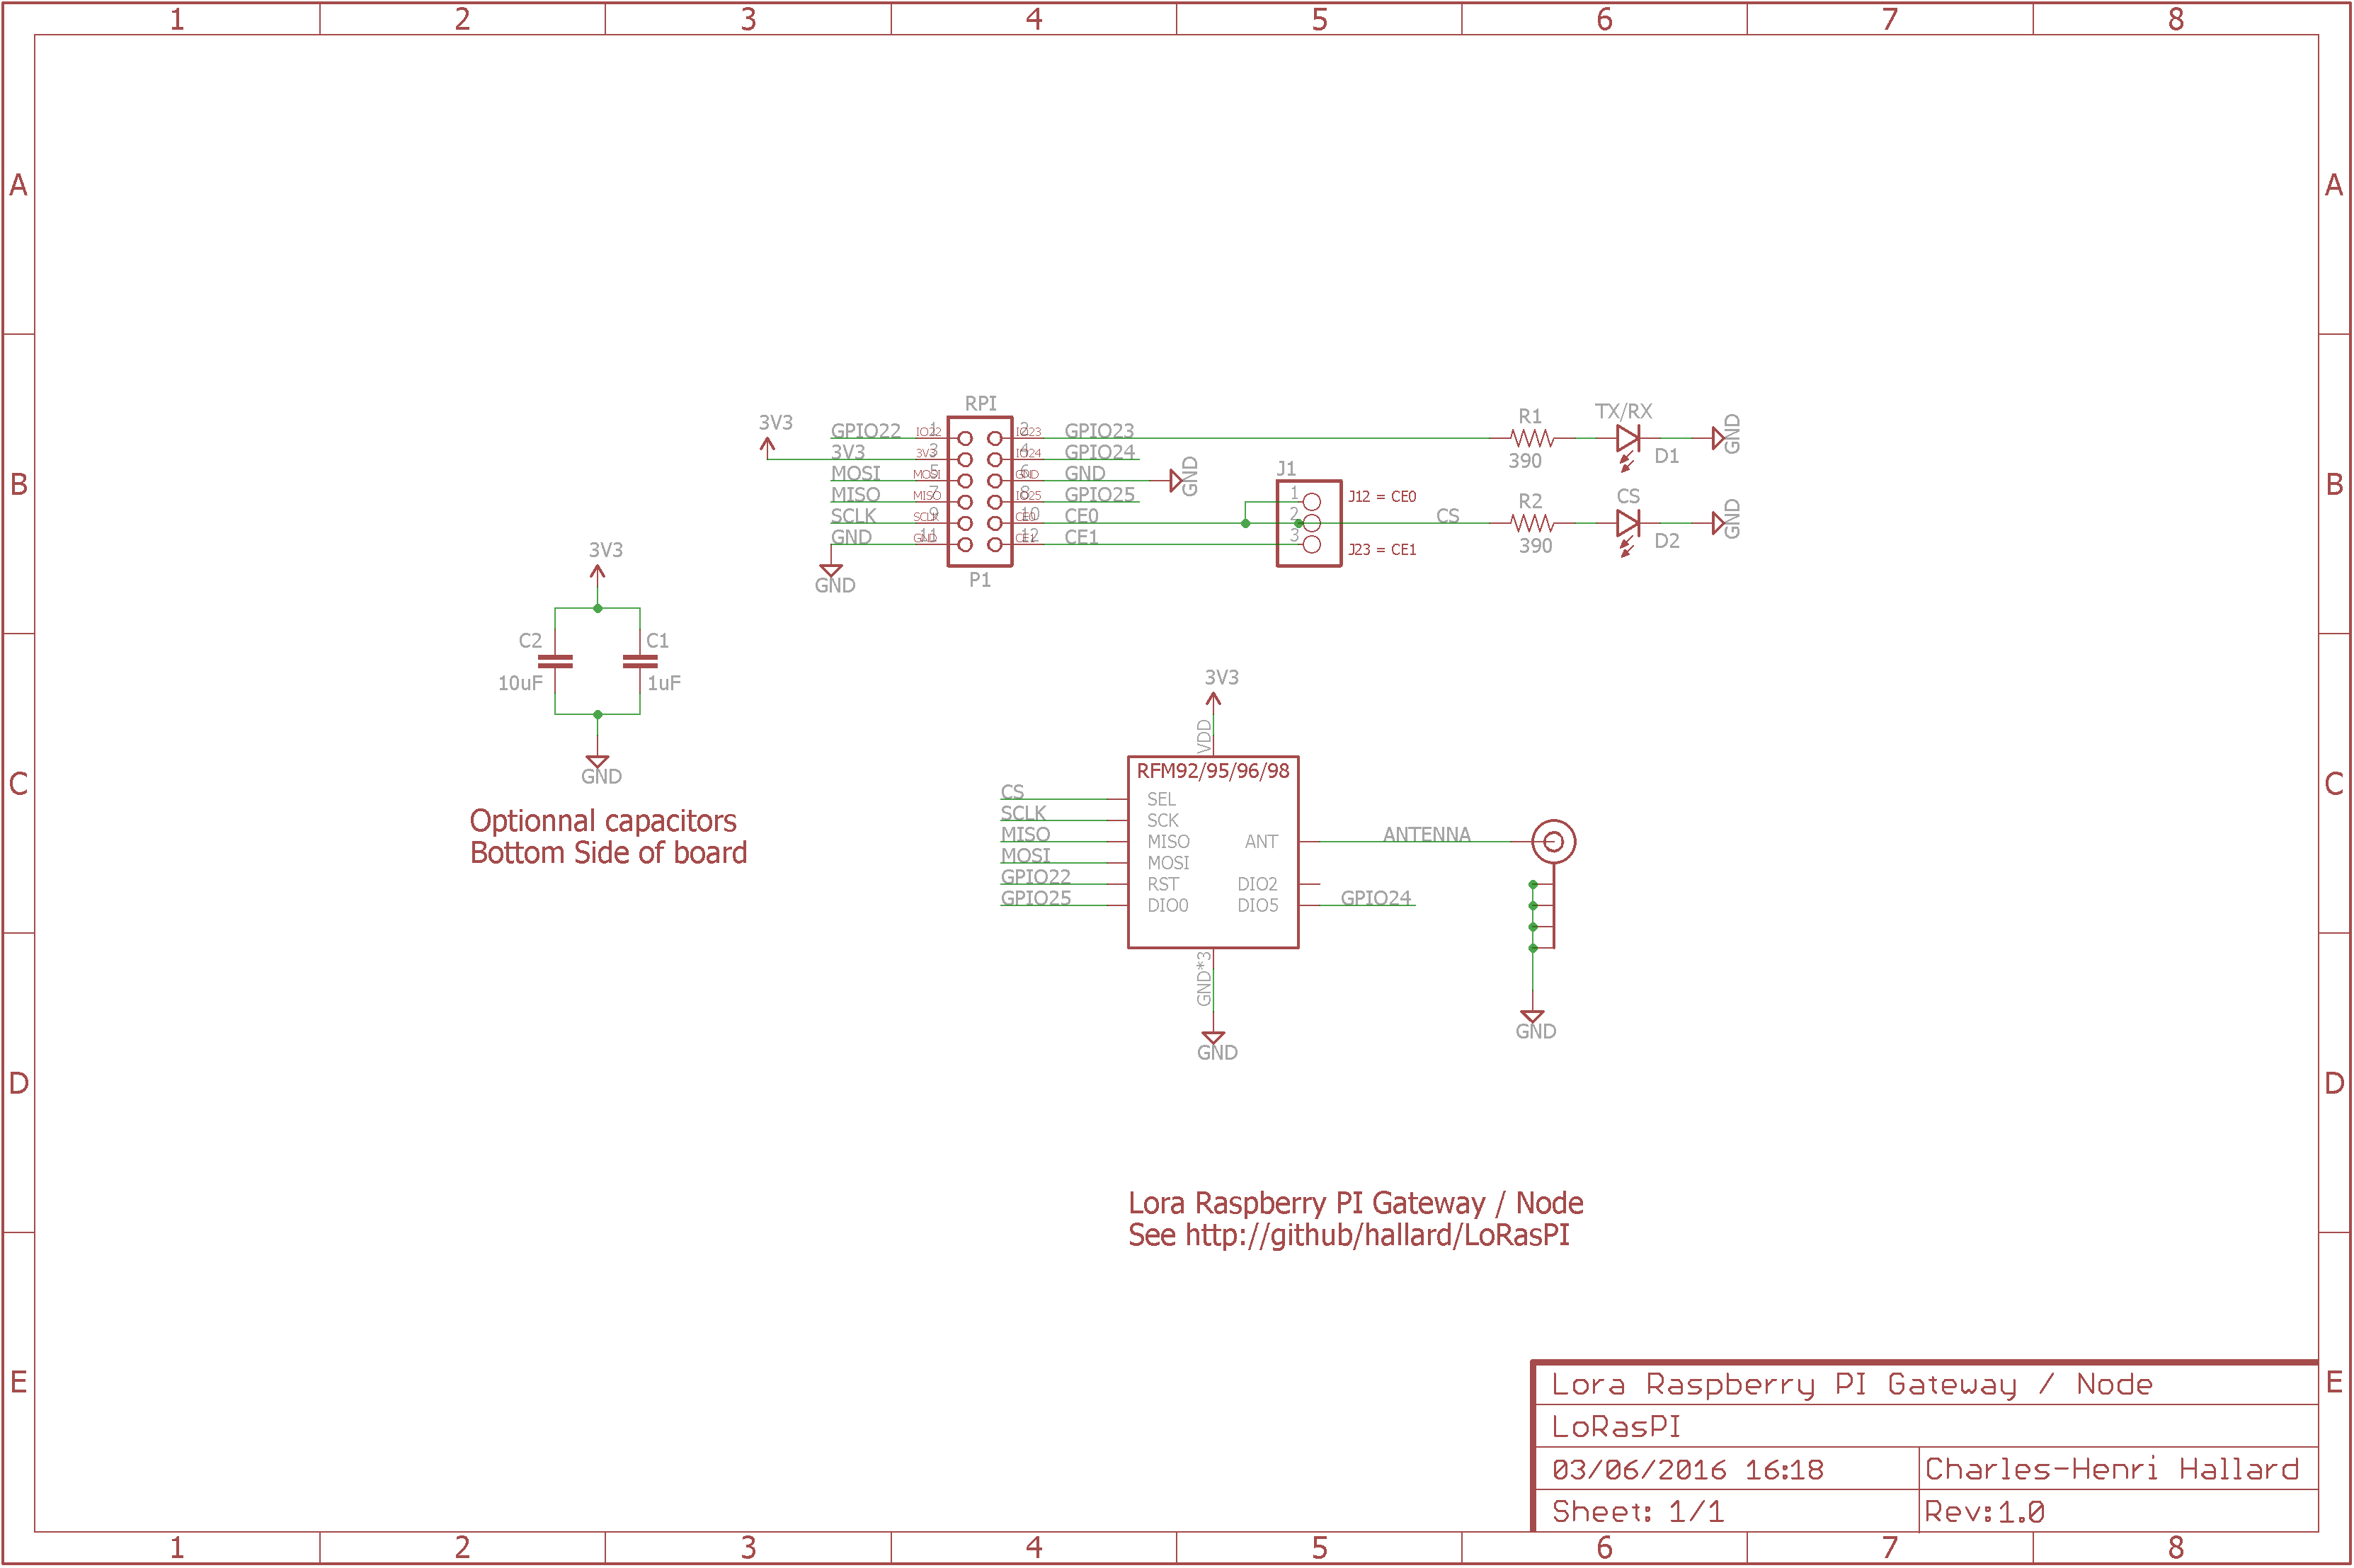 1 2 3 4 5 6 7 8
A A
RPI
3V3
GPIO22 IO22 1 2 IO23 GPIO23
3V3 3V3 3 4 IO24 GPIO24
MOSI MOSI 5 6 GND GND
MISO MISO 7 8 IO25 GPIO25
SCLK SCLK 9 10 CE0 CE0
GND GND 11 12 CE1 CE1
GND
P1
GND
J1
1
2
3
J12 = CE0
J23 = CE1
CS
R1
390
TX/RX
D1
GND
R2
390
CS
D2
GND
B B
3V3
C2 C1
10uF 1uF
GND
Optionnal capacitors
Bottom Side of board
3V3
VDD
RFM92/95/96/98
CS SEL
SCLK SCK
MISO MISO ANT ANTENNA
MOSI MOSI
GPIO22 RST DIO2
GPIO25 DIO0 DIO5 GPIO24
GND*3
GND
GND
C C
D D
Lora Raspberry PI Gateway / Node
See http://github/hallard/LoRasPI
E E
Lora Raspberry PI Gateway / Node
LoRasPI
03/06/2016 16:18 Charles-Henri Hallard
Sheet: 1/1 Rev:1.0
1 2 3 4 5 6 7 8